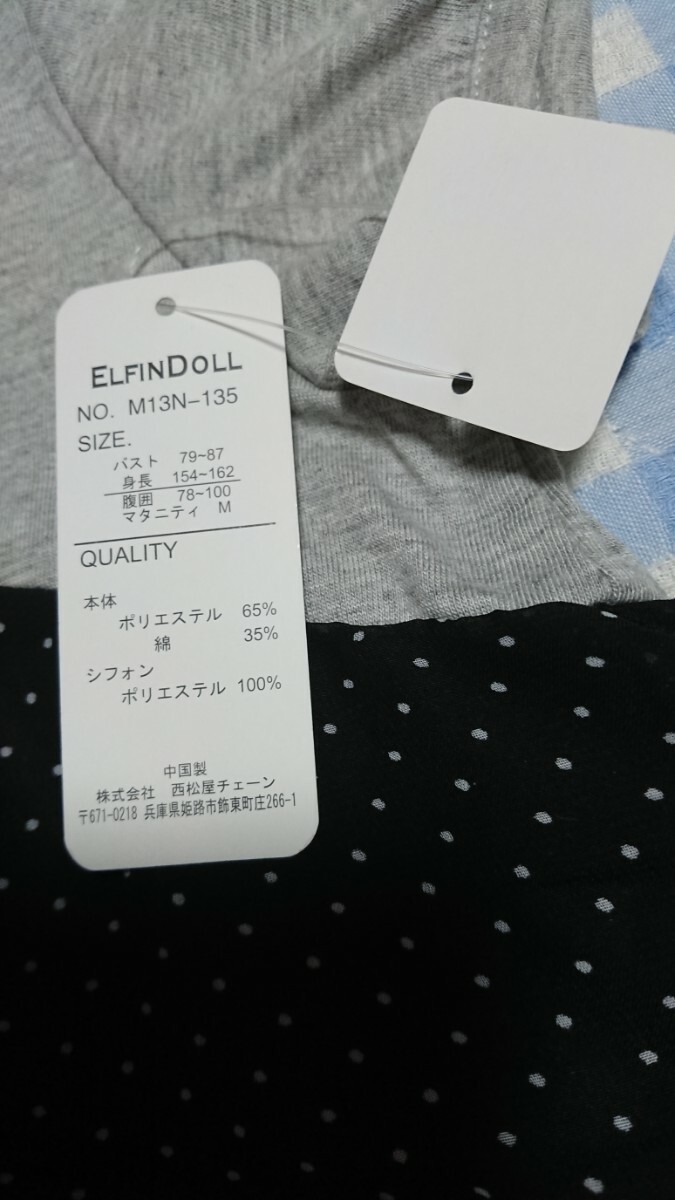 ELFINDOLL
NO. M13N-135
SIZE.
バスト 79~87
身長 154~162
腹囲 78~100
マタニティ M
QUALITY
本体
ポリエステル 65%
綿 35%
シフォン
ポリエステル 100%
中国製
株式会社 西松屋チェーン
〒671-0218 兵庫県姫路市飾東町庄266-1